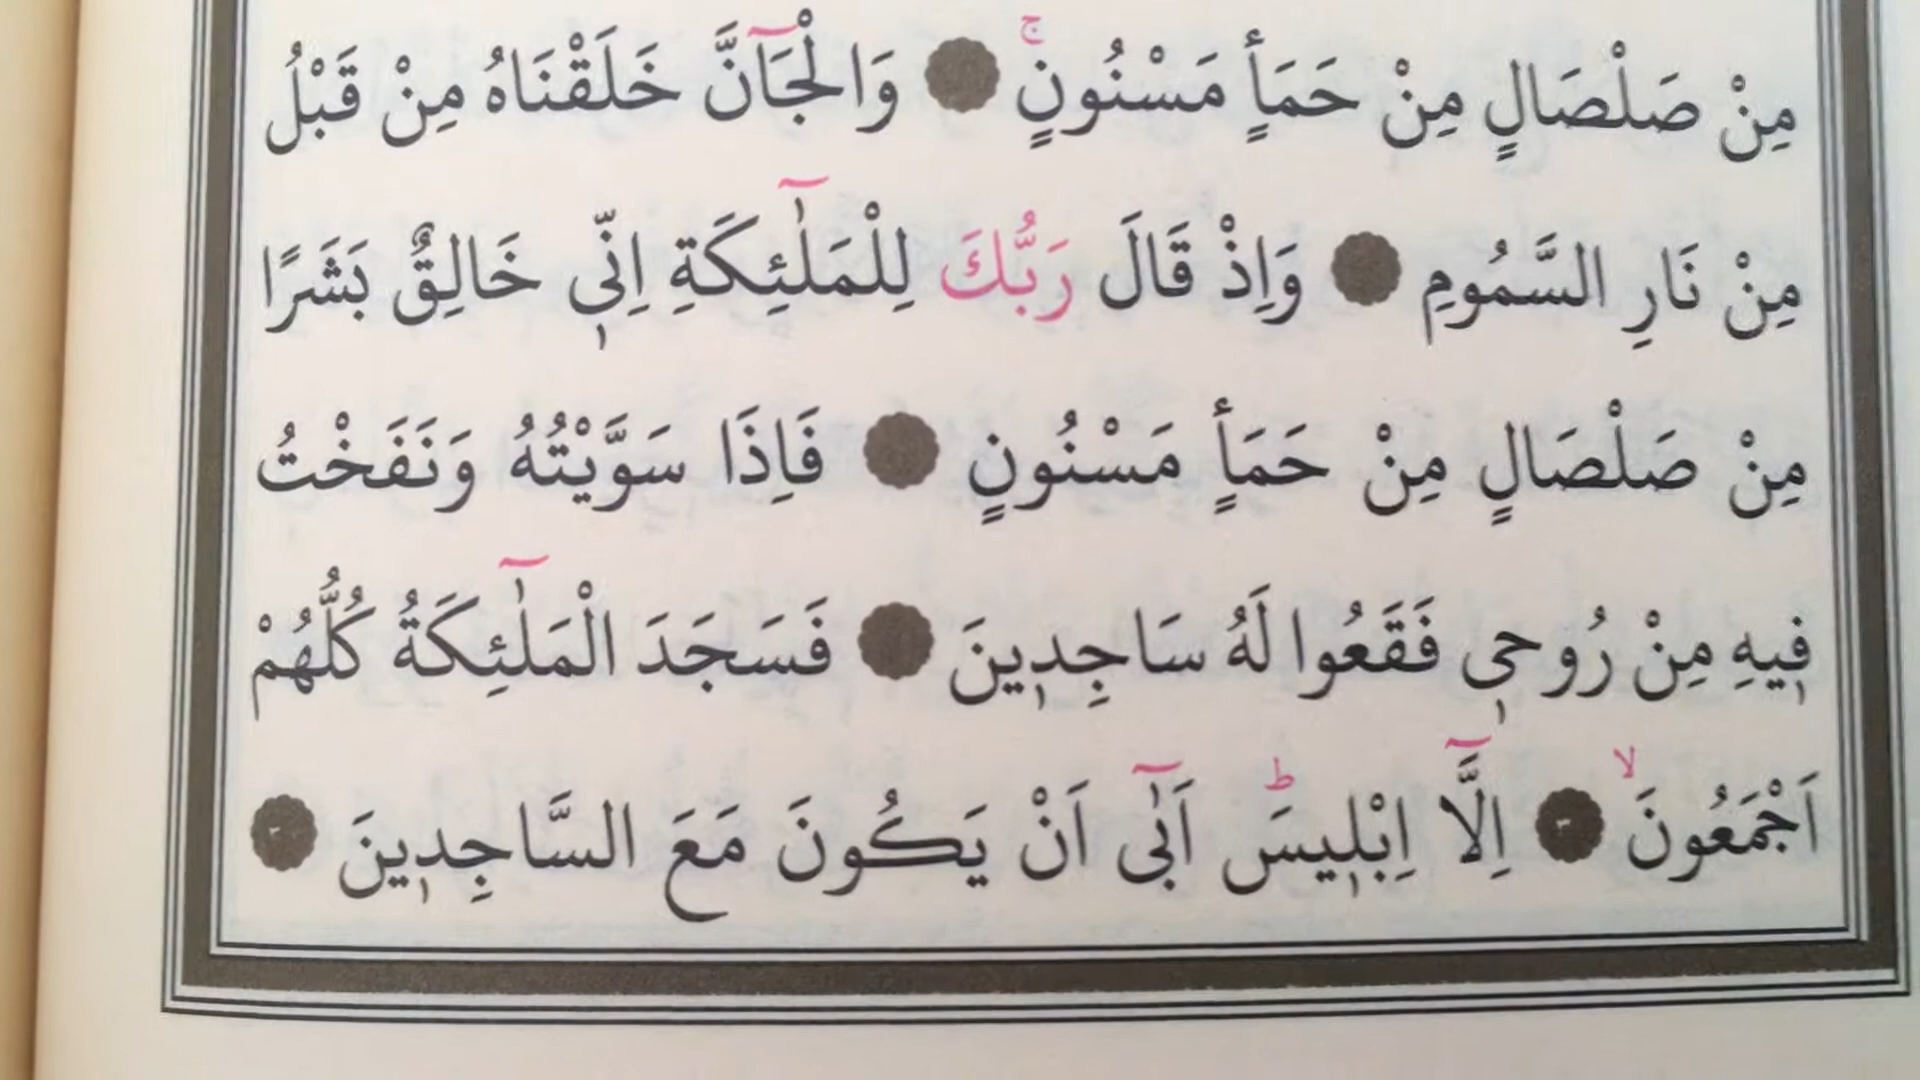 مِنْ صَلْصَالٍ مِنْ حَمَأٍ مَسْنُونٍۚ وَالْجَٓانَّ خَلَقْنَاهُ مِنْ قَبْلُ
مِنْ نَارِ السَّمُومِ وَاِذْ قَالَ رَبُّكَ لِلْمَلٰٓئِكَةِ اِنّ۪ي خَالِقٌ بَشَرًا
مِنْ صَلْصَالٍ مِنْ حَمَأٍ مَسْنُونٍ فَاِذَا سَوَّيْتُهُ وَنَفَخْتُ
ف۪يهِ مِنْ رُوح۪ي فَقَعُوا لَهُ سَاجِد۪ينَ فَسَجَدَ الْمَلٰٓئِكَةُ كُلُّهُمْ
اَجْمَعُونَۙ اِلَّٓا اِبْل۪يسَۜ اَبٰٓى اَنْ يَكُونَ مَعَ السَّاجِد۪ينَ